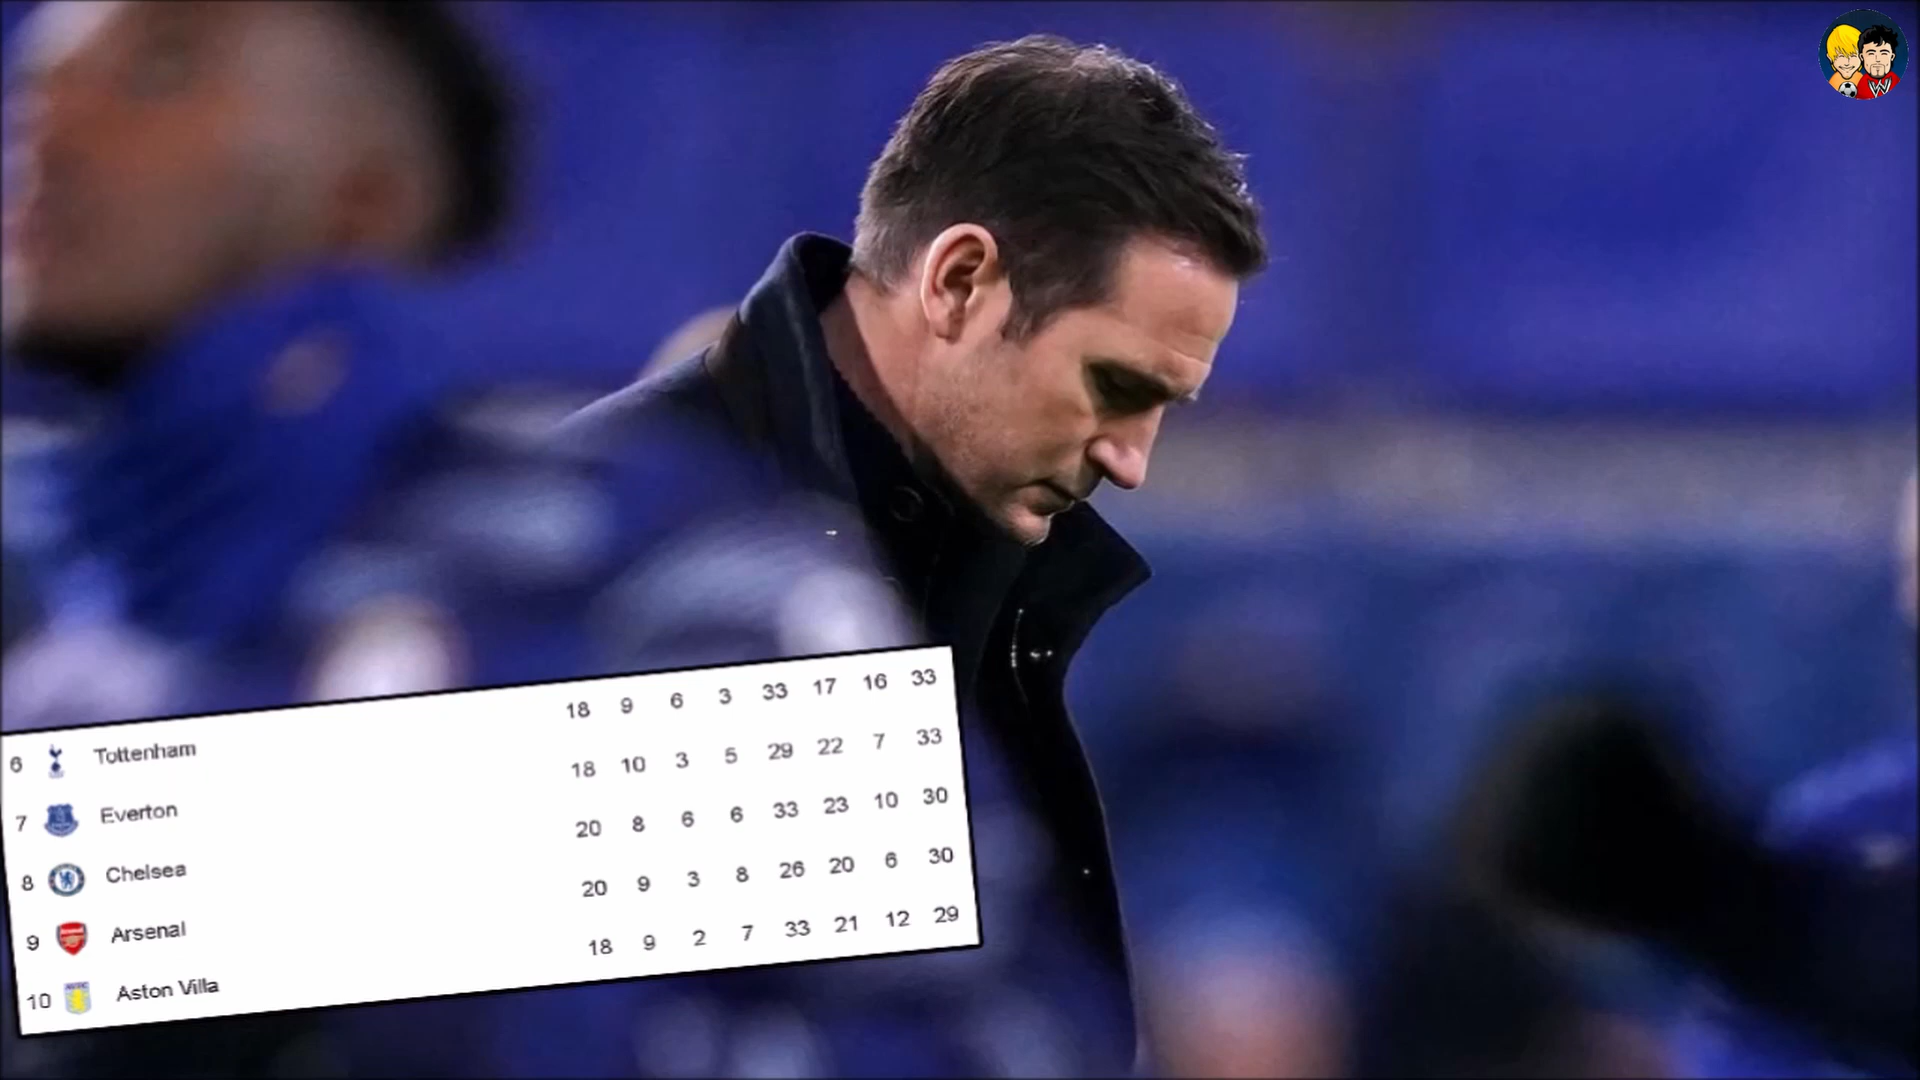 6 Tottenham 18 9 6 3 33 17 16 33
7 Everton 18 10 3 5 29 22 7 33
8 Chelsea 20 8 6 6 33 23 10 30
9 Arsenal 20 9 3 8 26 20 6 30
10 Aston Villa 18 9 2 7 33 21 12 29